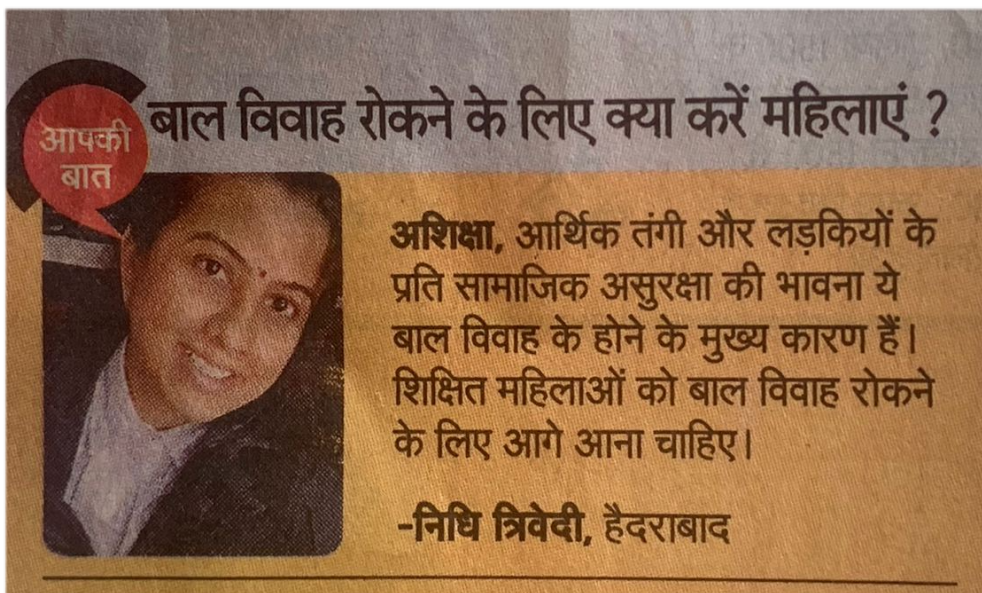 आपकी
बात
बाल विवाह रोकने के लिए क्या करें महिलाएं ?
अशिक्षा, आर्थिक तंगी और लड़कियों के
प्रति सामाजिक असुरक्षा की भावना ये
बाल विवाह के होने के मुख्य कारण हैं।
शिक्षित महिलाओं को बाल विवाह रोकने
के लिए आगे आना चाहिए।
-निधि त्रिवेदी, हैदराबाद